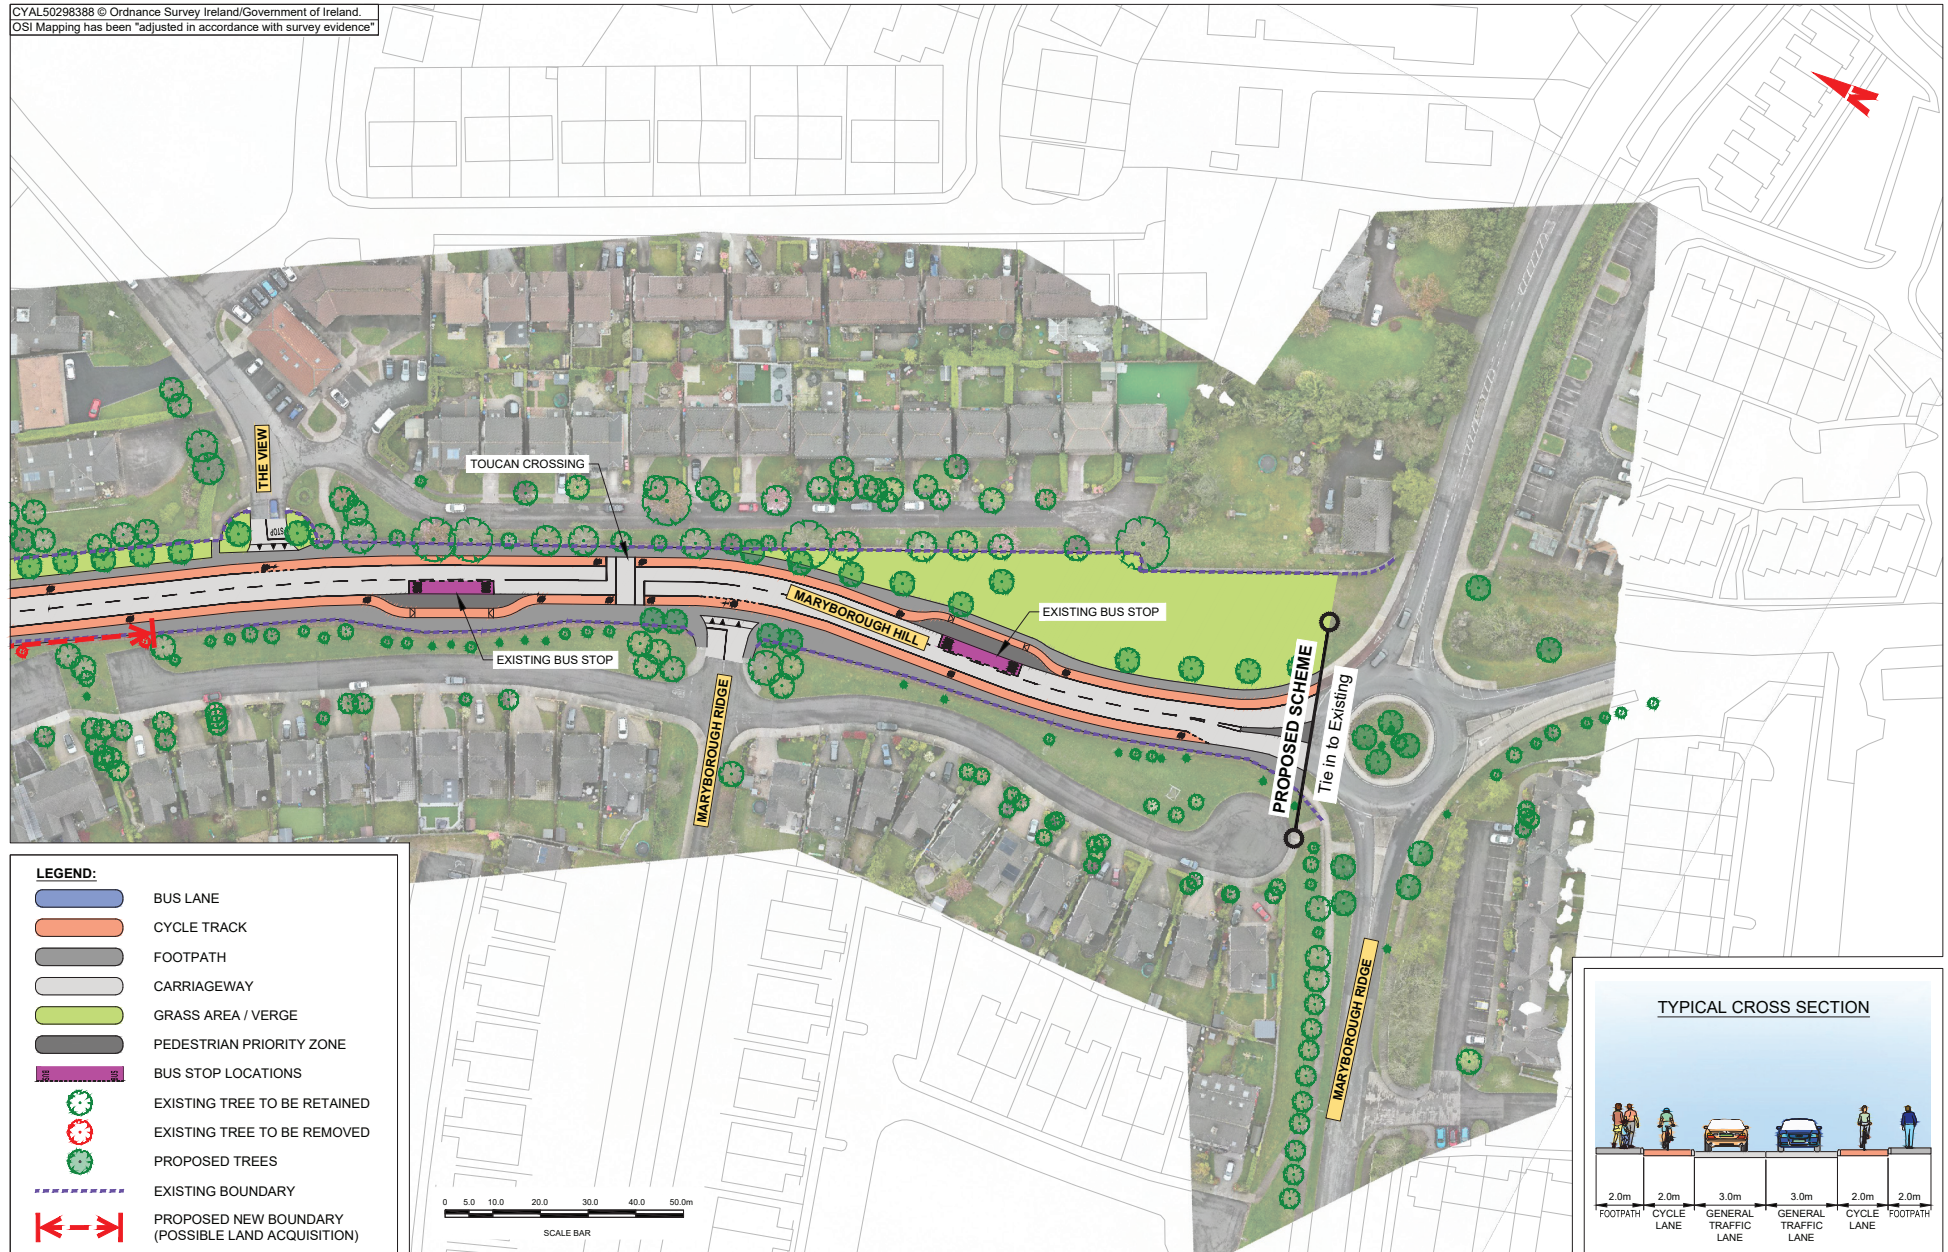 CYAL50298388 © Ordnance Survey Ireland/Government of Ireland.
OSI Mapping has been "adjusted in accordance with survey evidence"
N
THE VIEW
STOP
TOUCAN CROSSING
EXISTING BUS STOP
MARYBOROUGH HILL
EXISTING BUS STOP
MARYBOROUGH RIDGE
PROPOSED SCHEME
Tie in to Existing
MARYBOROUGH RIDGE
LEGEND:
BUS LANE
CYCLE TRACK
FOOTPATH
CARRIAGEWAY
GRASS AREA / VERGE
PEDESTRIAN PRIORITY ZONE
BUS STOP LOCATIONS
EXISTING TREE TO BE RETAINED
EXISTING TREE TO BE REMOVED
PROPOSED TREES
EXISTING BOUNDARY
PROPOSED NEW BOUNDARY
(POSSIBLE LAND ACQUISITION)
0 5.0 10.0 20.0 30.0 40.0 50.0m
SCALE BAR
TYPICAL CROSS SECTION
2.0m 2.0m 3.0m 3.0m 2.0m 2.0m
FOOTPATH CYCLE GENERAL GENERAL CYCLE FOOTPATH
LANE TRAFFIC TRAFFIC LANE
LANE LANE